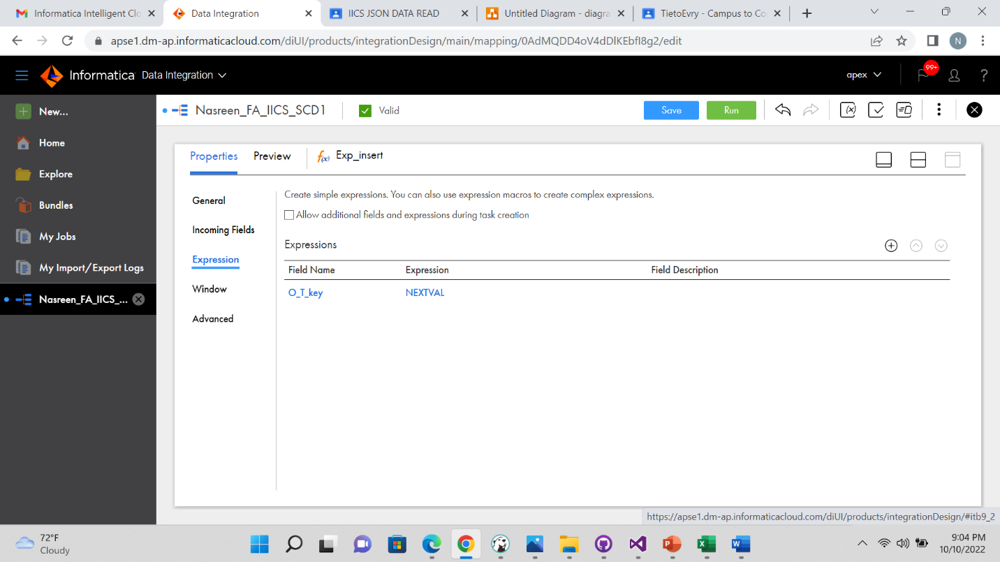 Informatica Intelligent Clo
Data Integration
IICS JSON DATA READ
Untitled Diagram - diagra
TietoEvry - Campus to Co
apse1.dm-ap.informaticacloud.com/diUI/products/integrationDesign/main/mapping/0AdMQDD4oV4dDlKEbfI8g2/edit
N
Informatica Data Integration
apex
99+
?
New...
Home
Explore
Bundles
My Jobs
My Import/Export Logs
Nasreen_FA_IICS_...
Nasreen_FA_IICS_SCD1
Valid
Save
Run
Properties
Preview
f(x) Exp_insert
General
Incoming Fields
Expression
Window
Advanced
Create simple expressions. You can also use expression macros to create complex expressions.
Allow additional fields and expressions during task creation
Expressions
Field Name Expression Field Description
O_T_key NEXTVAL
https://apse1.dm-ap.informaticacloud.com/diUI/products/integrationDesign/#itb9_2
72°F
Cloudy
9:04 PM
10/10/2022